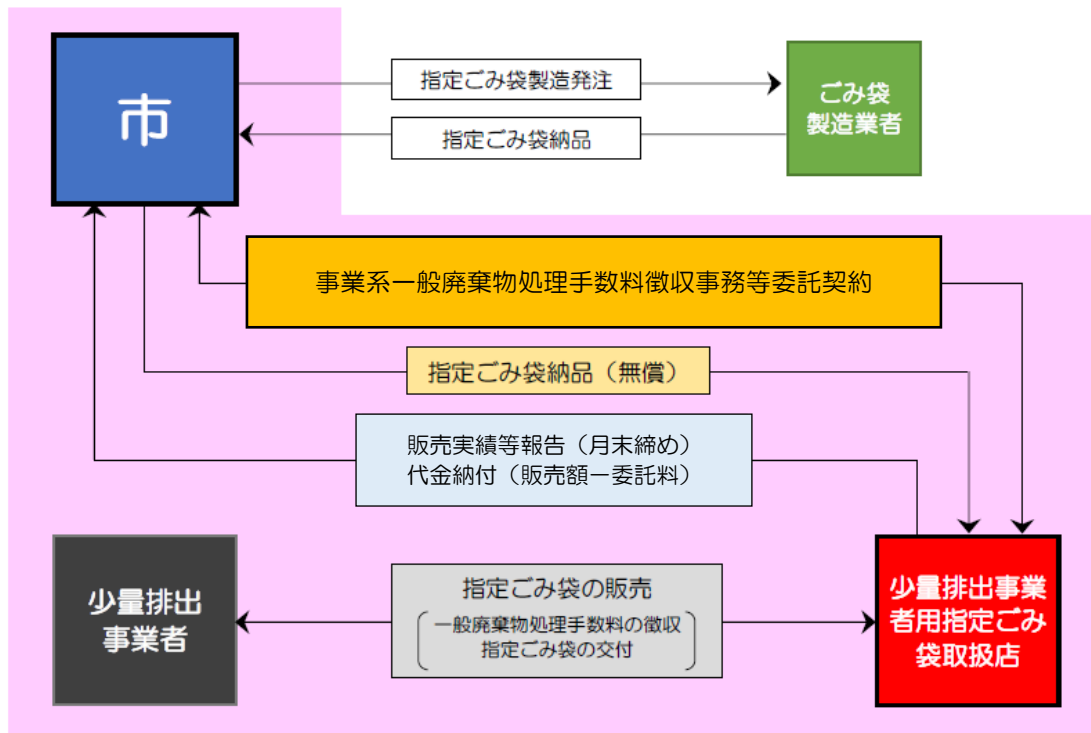 市
指定ごみ袋製造発注
指定ごみ袋納品
ごみ袋
製造業者
事業系一般廃棄物処理手数料徴収事務等委託契約
指定ごみ袋納品（無償）
販売実績等報告（月末締め）
代金納付（販売額ー委託料）
少量排出
事業者
指定ごみ袋の販売
一般廃棄物処理手数料の徴収
指定ごみ袋の交付
少量排出事業
者用指定ごみ
袋取扱店